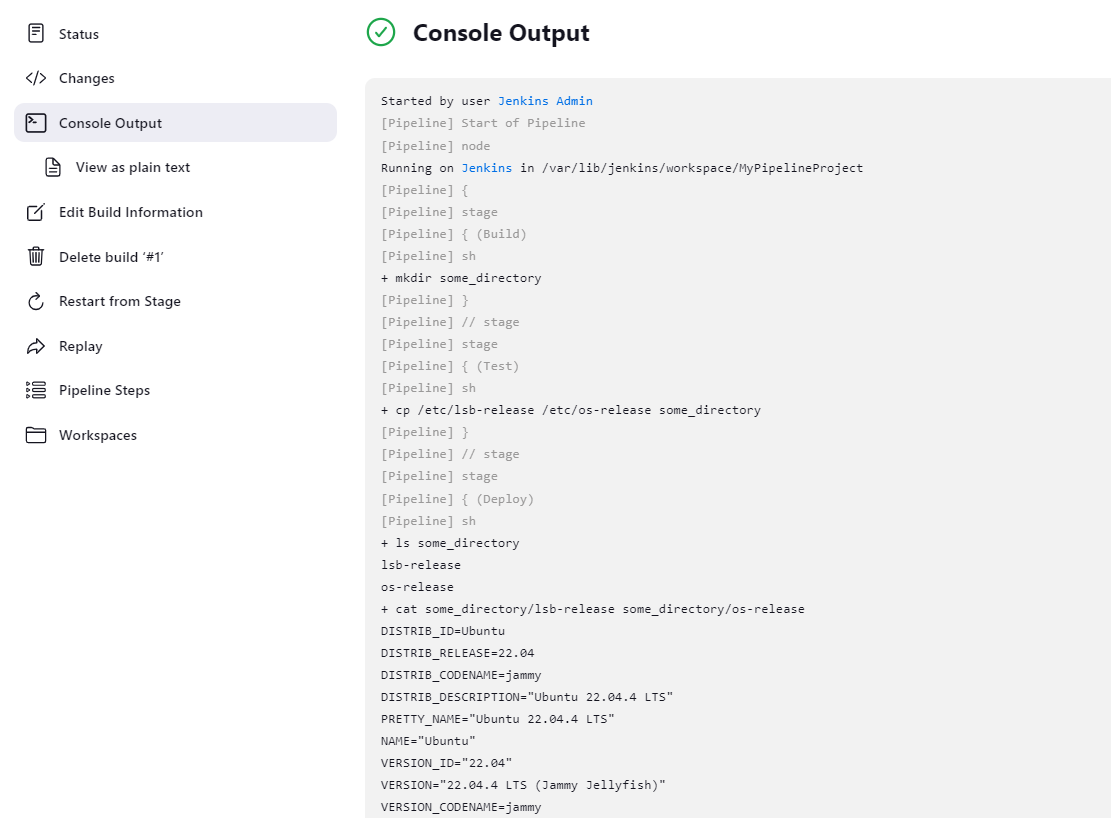 Status
Changes
Console Output
View as plain text
Edit Build Information
Delete build ‘#1’
Restart from Stage
Replay
Pipeline Steps
Workspaces
Console Output
Started by user Jenkins Admin
[Pipeline] Start of Pipeline
[Pipeline] node
Running on Jenkins in /var/lib/jenkins/workspace/MyPipelineProject
[Pipeline] {
[Pipeline] stage
[Pipeline] { (Build)
[Pipeline] sh
+ mkdir some_directory
[Pipeline] }
[Pipeline] // stage
[Pipeline] stage
[Pipeline] { (Test)
[Pipeline] sh
+ cp /etc/lsb-release /etc/os-release some_directory
[Pipeline] }
[Pipeline] // stage
[Pipeline] stage
[Pipeline] { (Deploy)
[Pipeline] sh
+ ls some_directory
lsb-release
os-release
+ cat some_directory/lsb-release some_directory/os-release
DISTRIB_ID=Ubuntu
DISTRIB_RELEASE=22.04
DISTRIB_CODENAME=jammy
DISTRIB_DESCRIPTION="Ubuntu 22.04.4 LTS"
PRETTY_NAME="Ubuntu 22.04.4 LTS"
NAME="Ubuntu"
VERSION_ID="22.04"
VERSION="22.04.4 LTS (Jammy Jellyfish)"
VERSION_CODENAME=jammy